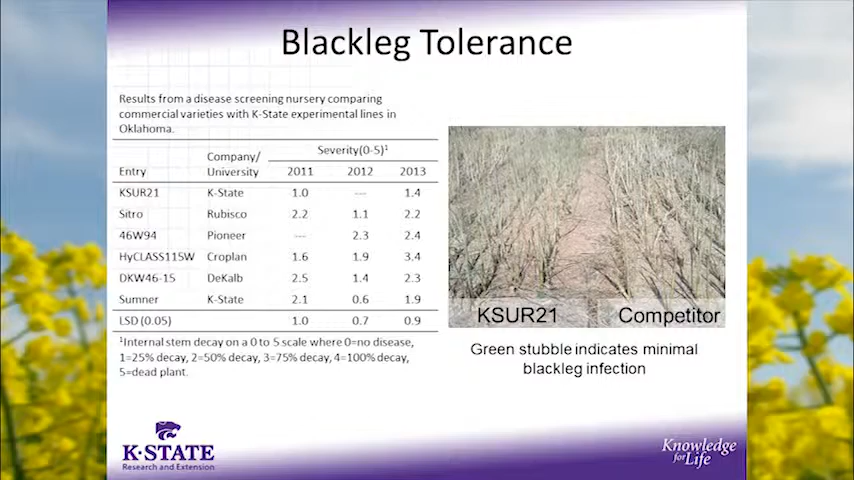 Blackleg Tolerance
Results from a disease screening nursery comparing
commercial varieties with K-State experimental lines in
Oklahoma.
Severity(0-5)¹
Company/
Entry University 2011 2012 2013
KSUR21 K-State 1.0 --- 1.4
Sitro Rubisco 2.2 1.1 2.2
46W94 Pioneer --- 2.3 2.4
HyCLASS115W Croplan 1.6 1.9 3.4
DKW46-15 DeKalb 2.5 1.4 2.3
Sumner K-State 2.1 0.6 1.9
LSD (0.05) 1.0 0.7 0.9
¹Internal stem decay on a 0 to 5 scale where 0=no disease,
1=25% decay, 2=50% decay, 3=75% decay, 4=100% decay,
5=dead plant.
KSUR21 Competitor
Green stubble indicates minimal
blackleg infection
K-STATE
Research and Extension
Knowledge
for Life